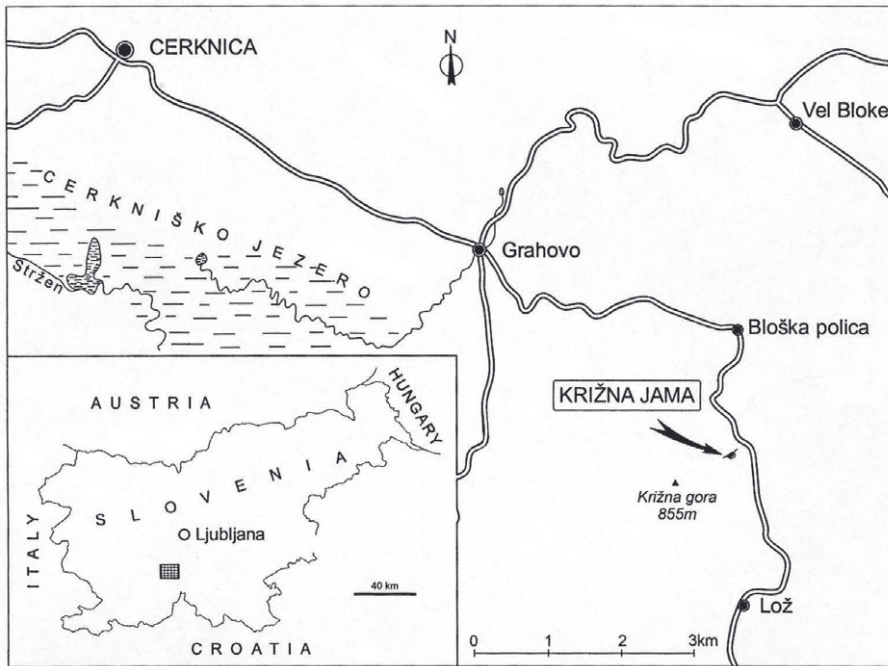 CERKNICA
N
Vel Bloke
CERKNIŠKO JEZERO
Grahovo
Stržen
Bloška polica
KRIŽNA JAMA
Križna gora
855m
Lož
0 1 2 3km
AUSTRIA
HUNGARY
SLOVENIA
Ljubljana
ITALY
40 km
CROATIA